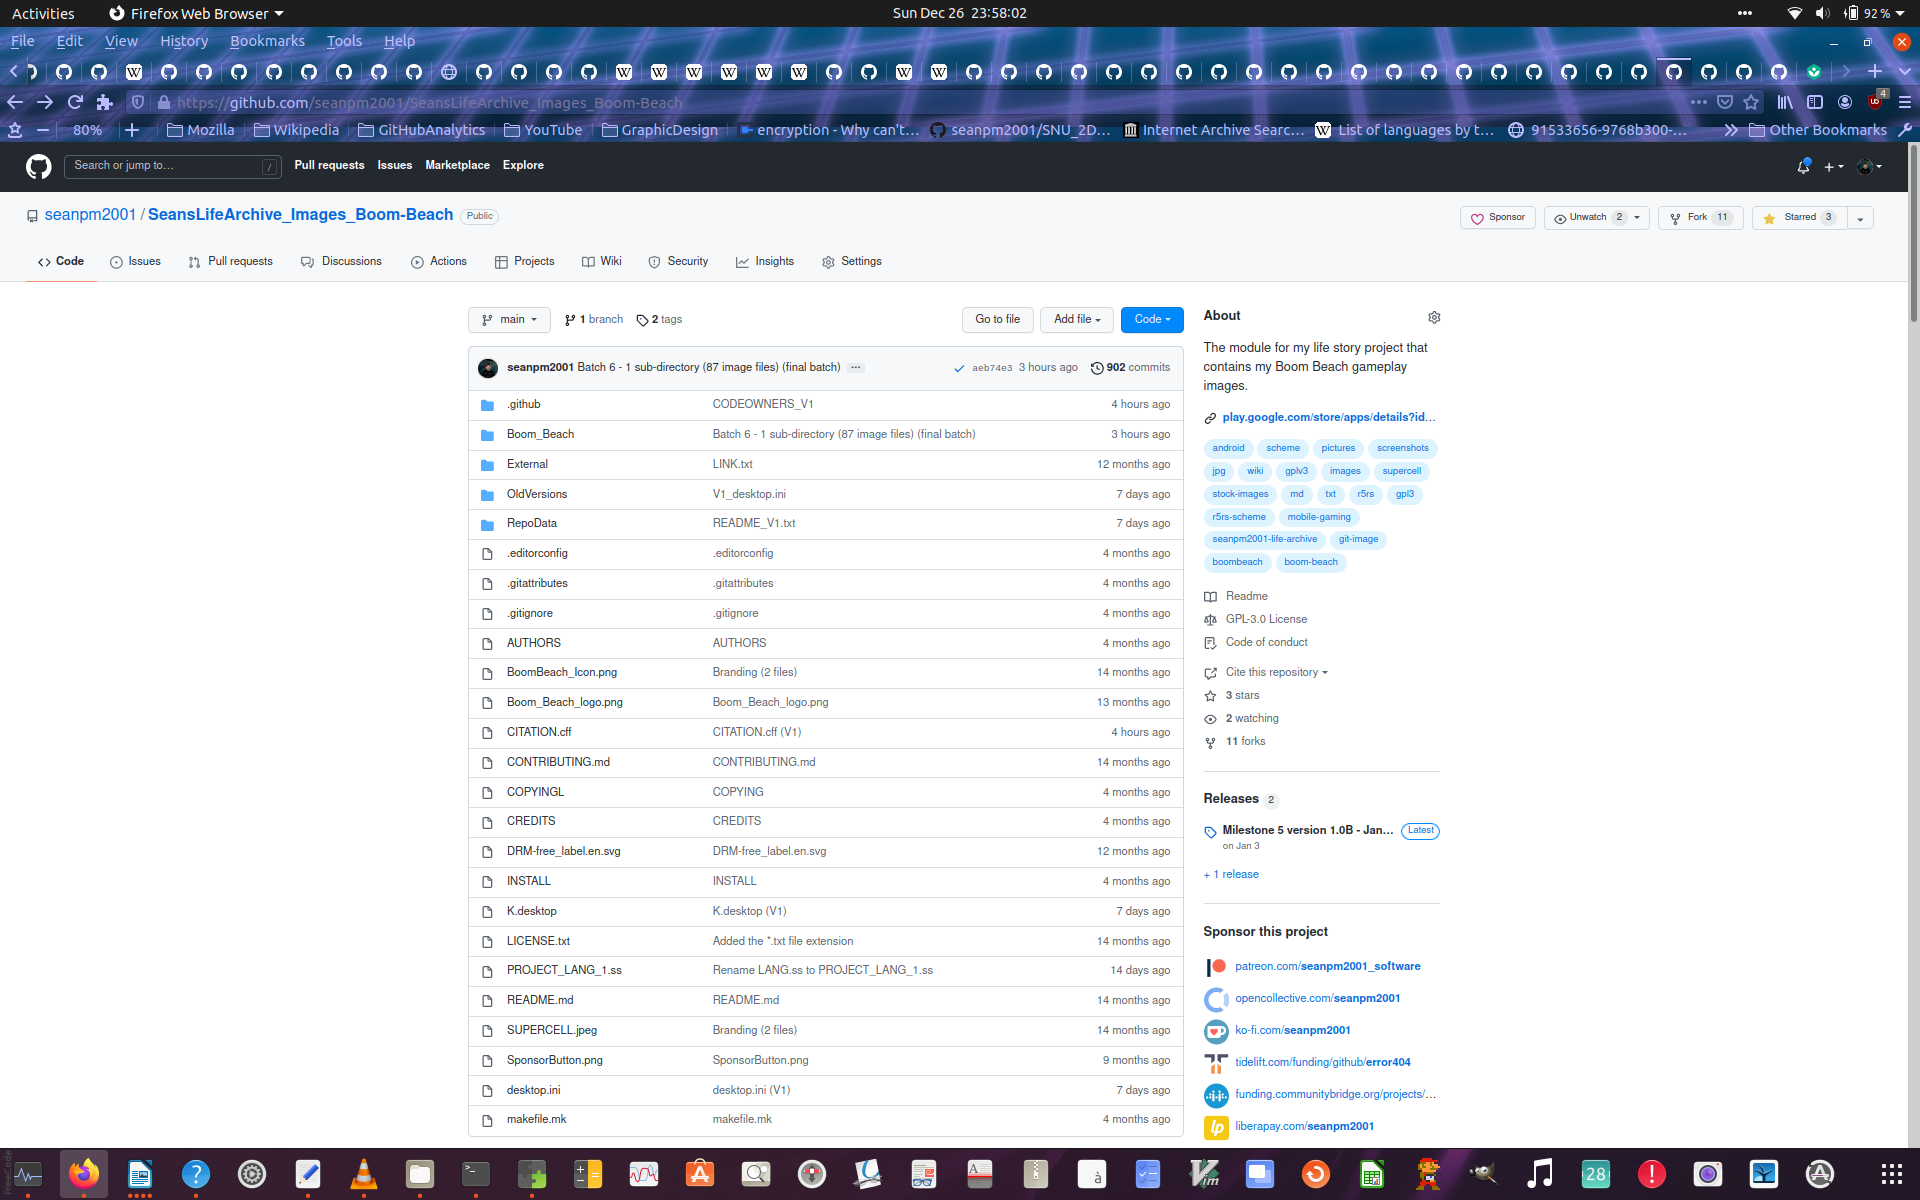 Activities Firefox Web Browser Sun Dec 26 23:58:02 92 %
File Edit View History Bookmarks Tools Help
https://github.com/seanpm2001/SeansLifeArchive_Images_Boom-Beach 4
80% Mozilla Wikipedia GitHubAnalytics YouTube GraphicDesign encryption - Why can't… seanpm2001/SNU_2D… Internet Archive Searc… List of languages by t… 91533656-9768b300-… Other Bookmarks
Search or jump to… / Pull requests Issues Marketplace Explore
seanpm2001 / SeansLifeArchive_Images_Boom-Beach Public
Sponsor Unwatch 2 Fork 11 Starred 3
Code Issues Pull requests Discussions Actions Projects Wiki Security Insights Settings
main 1 branch 2 tags Go to file Add file Code
seanpm2001 Batch 6 - 1 sub-directory (87 image files) (final batch) ... aeb74e3 3 hours ago 902 commits
.github CODEOWNERS_V1 4 hours ago
Boom_Beach Batch 6 - 1 sub-directory (87 image files) (final batch) 3 hours ago
External LINK.txt 12 months ago
OldVersions V1_desktop.ini 7 days ago
RepoData README_V1.txt 7 days ago
.editorconfig .editorconfig 4 months ago
.gitattributes .gitattributes 4 months ago
.gitignore .gitignore 4 months ago
AUTHORS AUTHORS 4 months ago
BoomBeach_Icon.png Branding (2 files) 14 months ago
Boom_Beach_logo.png Boom_Beach_logo.png 13 months ago
CITATION.cff CITATION.cff (V1) 4 hours ago
CONTRIBUTING.md CONTRIBUTING.md 14 months ago
COPYINGL COPYING 4 months ago
CREDITS CREDITS 4 months ago
DRM-free_label.en.svg DRM-free_label.en.svg 12 months ago
INSTALL INSTALL 4 months ago
K.desktop K.desktop (V1) 7 days ago
LICENSE.txt Added the *.txt file extension 14 months ago
PROJECT_LANG_1.ss Rename LANG.ss to PROJECT_LANG_1.ss 14 days ago
README.md README.md 14 months ago
SUPERCELL.jpeg Branding (2 files) 14 months ago
SponsorButton.png SponsorButton.png 9 months ago
desktop.ini desktop.ini (V1) 7 days ago
makefile.mk makefile.mk 4 months ago
About
The module for my life story project that
contains my Boom Beach gameplay
images.
play.google.com/store/apps/details?id…
android scheme pictures screenshots
jpg wiki gplv3 images supercell
stock-images md txt r5rs gpl3
r5rs-scheme mobile-gaming
seanpm2001-life-archive git-image
boombeach boom-beach
Readme
GPL-3.0 License
Code of conduct
Cite this repository
3 stars
2 watching
11 forks
Releases 2
Milestone 5 version 1.0B - Jan… Latest
on Jan 3
+ 1 release
Sponsor this project
patreon.com/seanpm2001_software
opencollective.com/seanpm2001
ko-fi.com/seanpm2001
tidelift.com/funding/github/error404
funding.communitybridge.org/projects/…
liberapay.com/seanpm2001
28